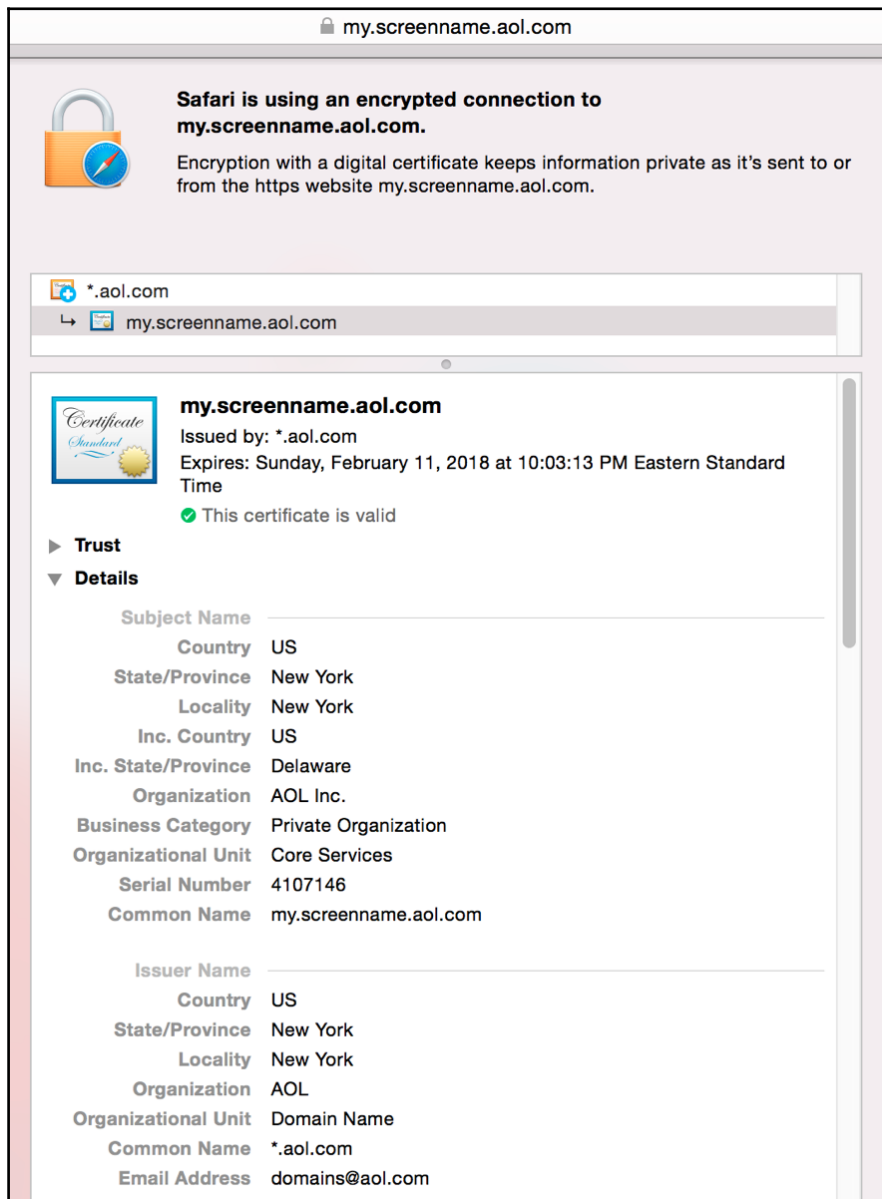 my.screenname.aol.com
Safari is using an encrypted connection to
my.screenname.aol.com.
Encryption with a digital certificate keeps information private as it's sent to or
from the https website my.screenname.aol.com.
*.aol.com
my.screenname.aol.com
Certificate
Standard
my.screenname.aol.com
Issued by: *.aol.com
Expires: Sunday, February 11, 2018 at 10:03:13 PM Eastern Standard
Time
This certificate is valid
Trust
Details
Subject Name
Country US
State/Province New York
Locality New York
Inc. Country US
Inc. State/Province Delaware
Organization AOL Inc.
Business Category Private Organization
Organizational Unit Core Services
Serial Number 4107146
Common Name my.screenname.aol.com
Issuer Name
Country US
State/Province New York
Locality New York
Organization AOL
Organizational Unit Domain Name
Common Name *.aol.com
Email Address domains@aol.com